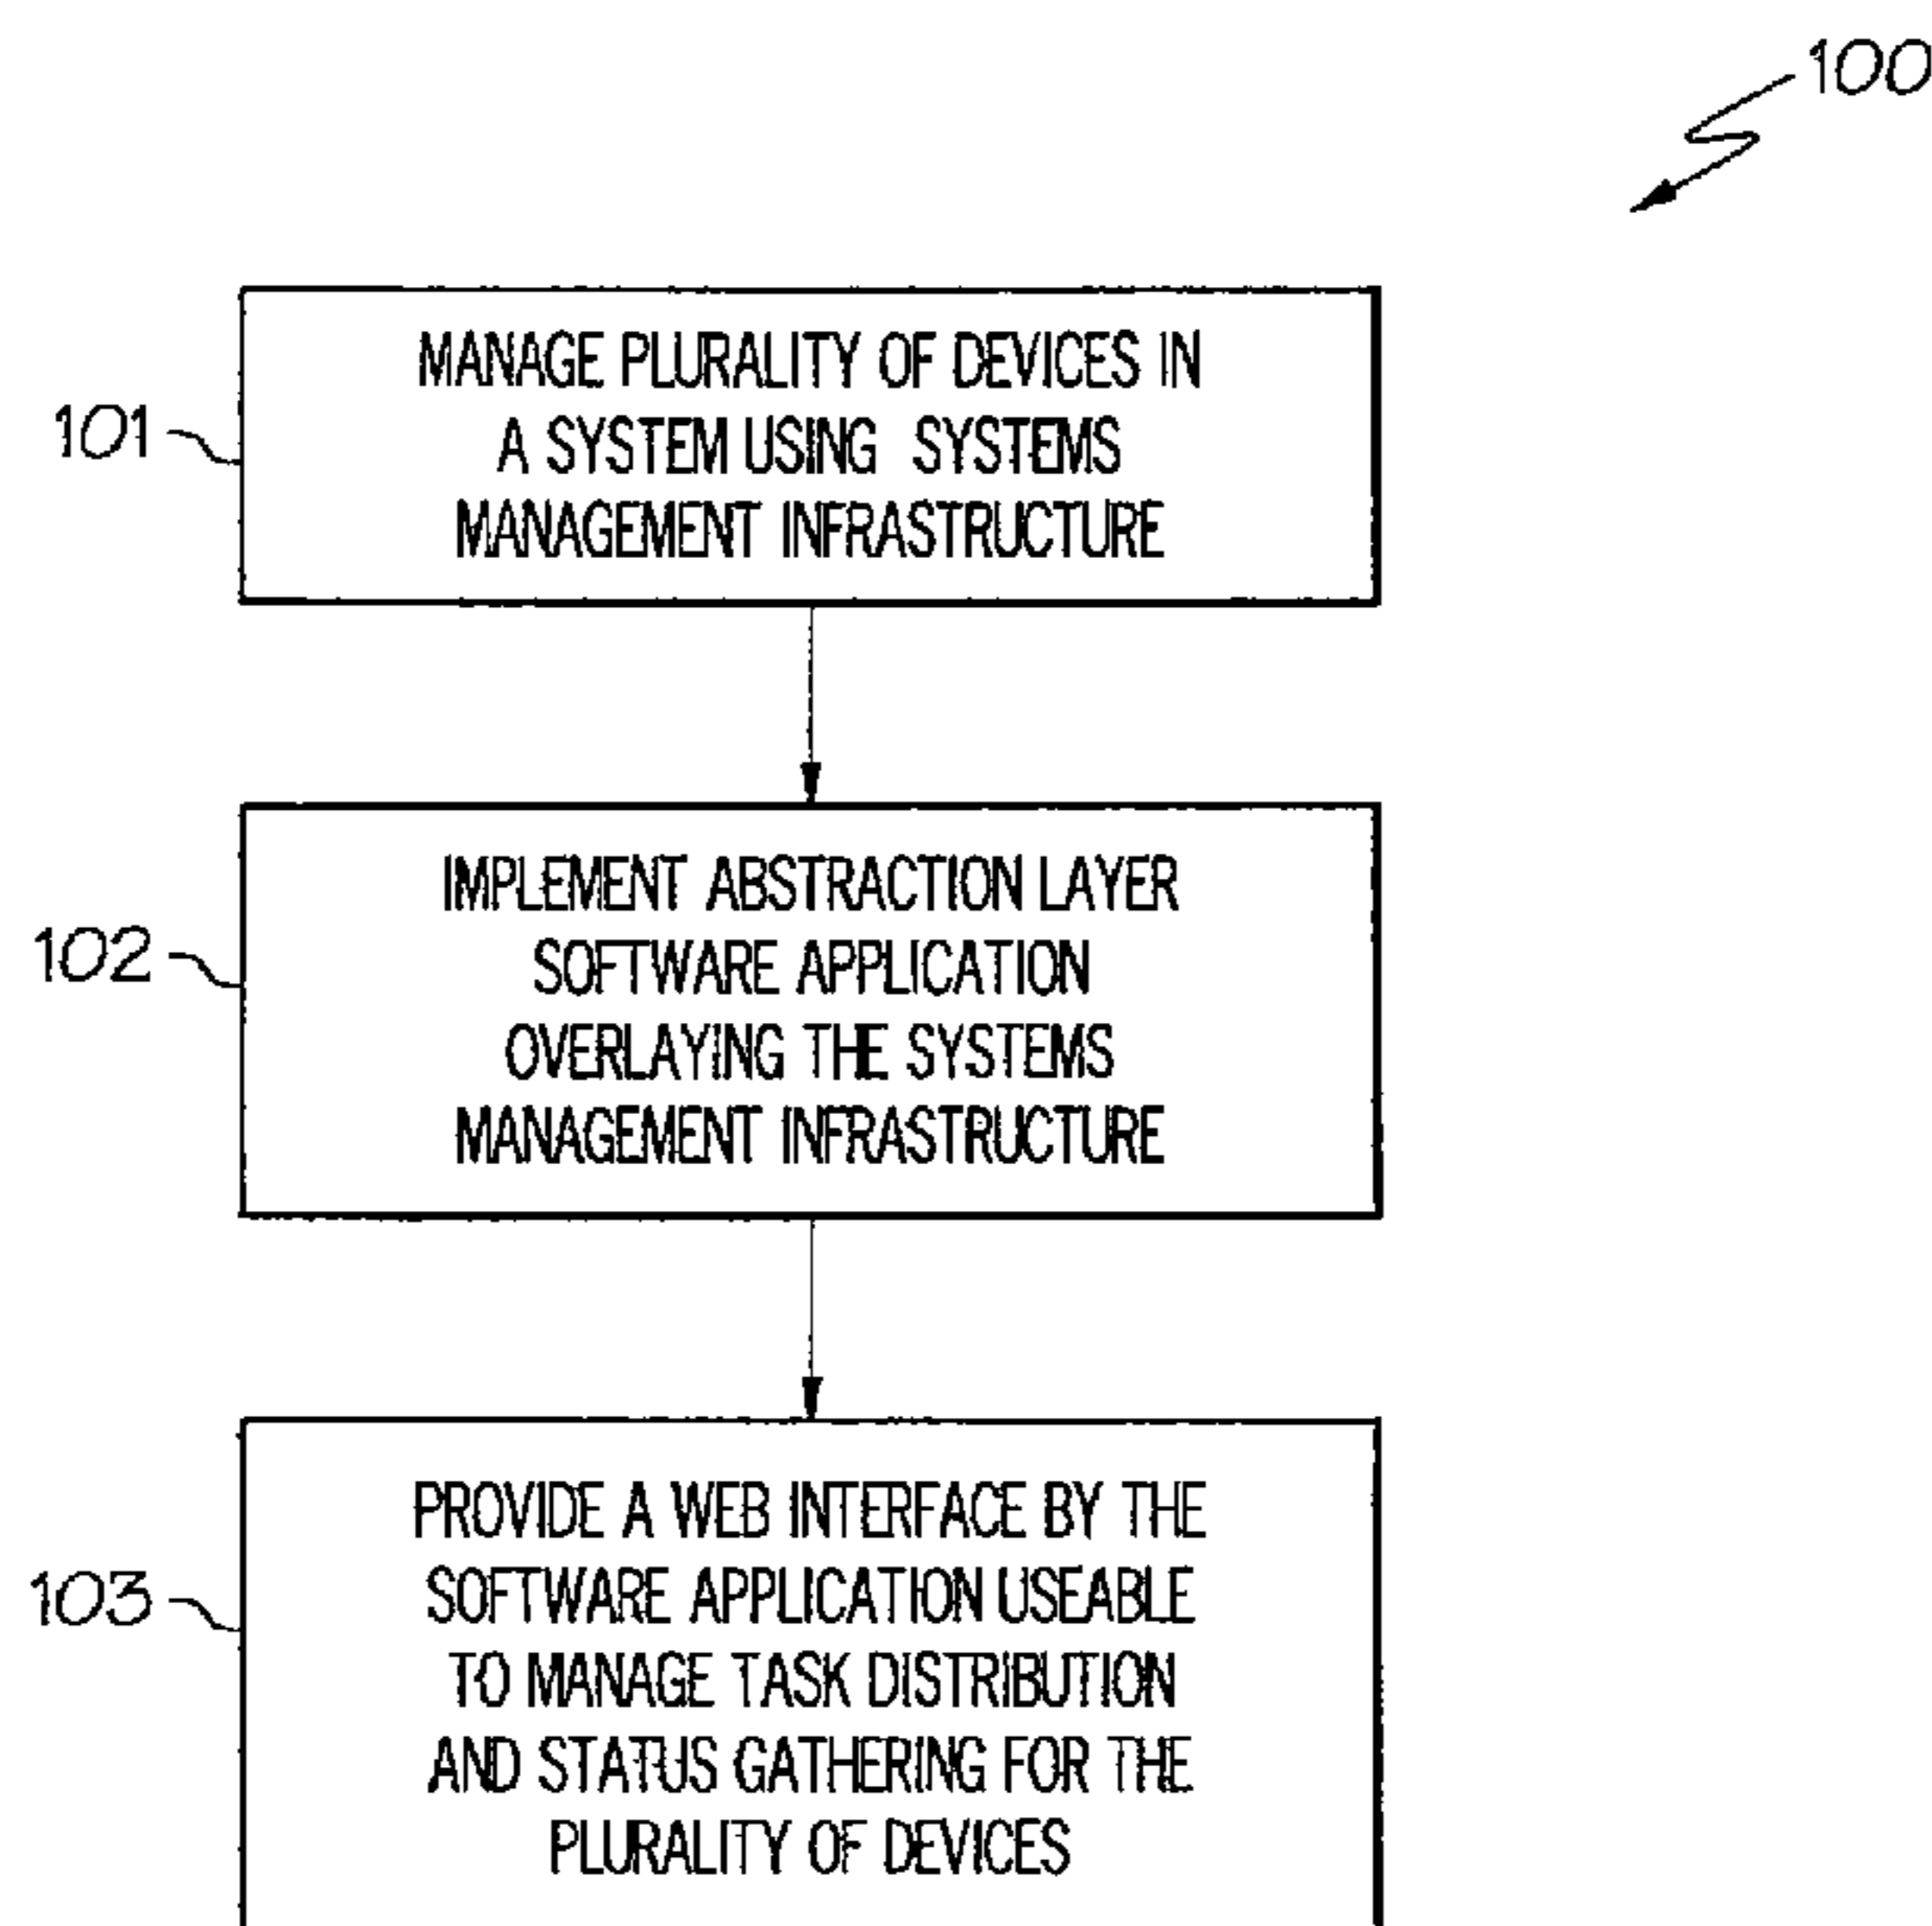 100
101
MANAGE PLURALITY OF DEVICES IN
A SYSTEM USING SYSTEMS
MANAGEMENT INFRASTRUCTURE
102
IMPLEMENT ABSTRACTION LAYER
SOFTWARE APPLICATION
OVERLAYING THE SYSTEMS
MANAGEMENT INFRASTRUCTURE
103
PROVIDE A WEB INTERFACE BY THE
SOFTWARE APPLICATION USEABLE
TO MANAGE TASK DISTRIBUTION
AND STATUS GATHERING FOR THE
PLURALITY OF DEVICES